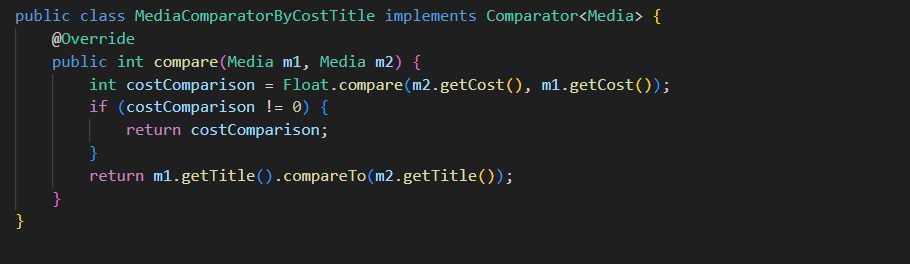 public class MediaComparatorByCostTitle implements Comparator<Media> {
    @Override
    public int compare(Media m1, Media m2) {
        int costComparison = Float.compare(m2.getCost(), m1.getCost());
        if (costComparison != 0) {
            return costComparison;
        }
        return m1.getTitle().compareTo(m2.getTitle());
    }
}